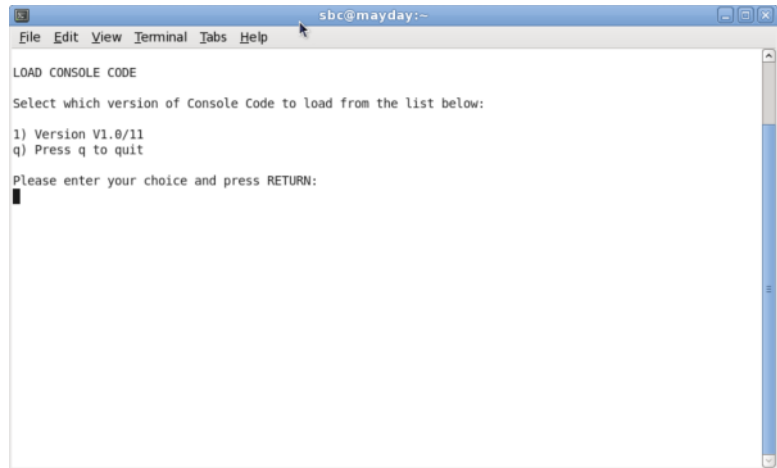 sbc@mayday:~
File Edit View Terminal Tabs Help
LOAD CONSOLE CODE
Select which version of Console Code to load from the list below:
1) Version V1.0/11
q) Press q to quit
Please enter your choice and press RETURN: